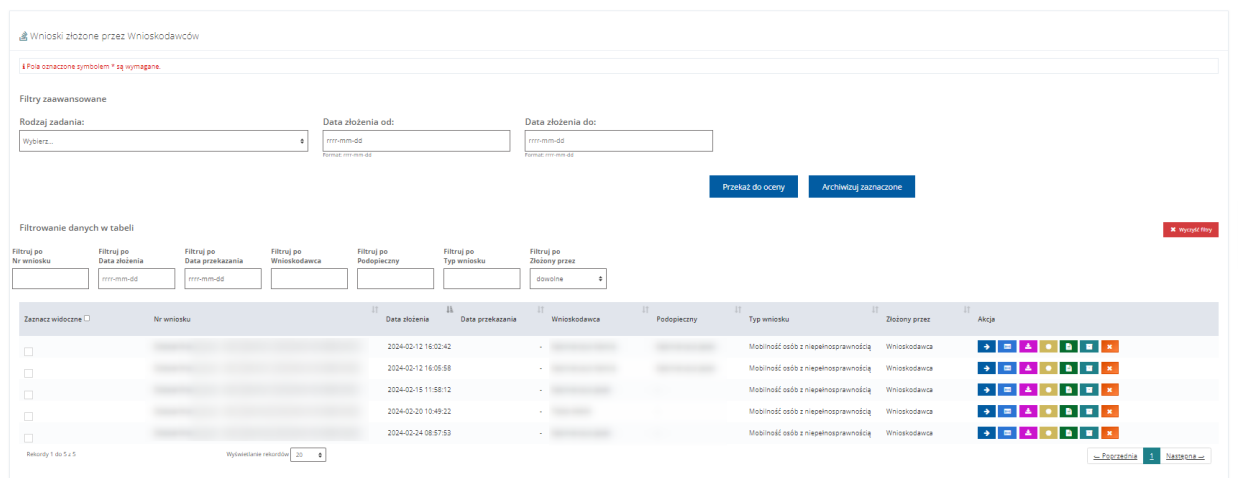 Wnioski złożone przez Wnioskodawców
Pola oznaczone symbolem * są wymagane.
Filtry zaawansowane
Rodzaj zadania: Data złożenia od: Data złożenia do:
Wybierz... rrrr-mm-dd rrrr-mm-dd
Format: rrrr-mm-dd Format: rrrr-mm-dd
Przekaż do oceny Archiwizuj zaznaczone
Filtrowanie danych w tabeli Wyczyść filtry
Filtruj po Filtruj po Filtruj po Filtruj po Filtruj po Filtruj po Filtruj po
Nr wniosku Data złożenia Data przekazania Wnioskodawca Podopieczny Typ wniosku Złożony przez
rrrr-mm-dd rrrr-mm-dd dowolne
Zaznacz widoczne Nr wniosku Data złożenia Data przekazania Wnioskodawca Podopieczny Typ wniosku Złożony przez Akcja
2024-02-12 16:02:42 - Mobilność osób z niepełnosprawnością Wnioskodawca
2024-02-12 16:05:58 - Mobilność osób z niepełnosprawnością Wnioskodawca
2024-02-15 11:58:12 - Mobilność osób z niepełnosprawnością Wnioskodawca
2024-02-20 10:49:22 - Mobilność osób z niepełnosprawnością Wnioskodawca
2024-02-24 08:57:53 - Mobilność osób z niepełnosprawnością Wnioskodawca
Rekordy 1 do 5 z 5 Wyświetlanie rekordów 20 Poprzednia 1 Następna